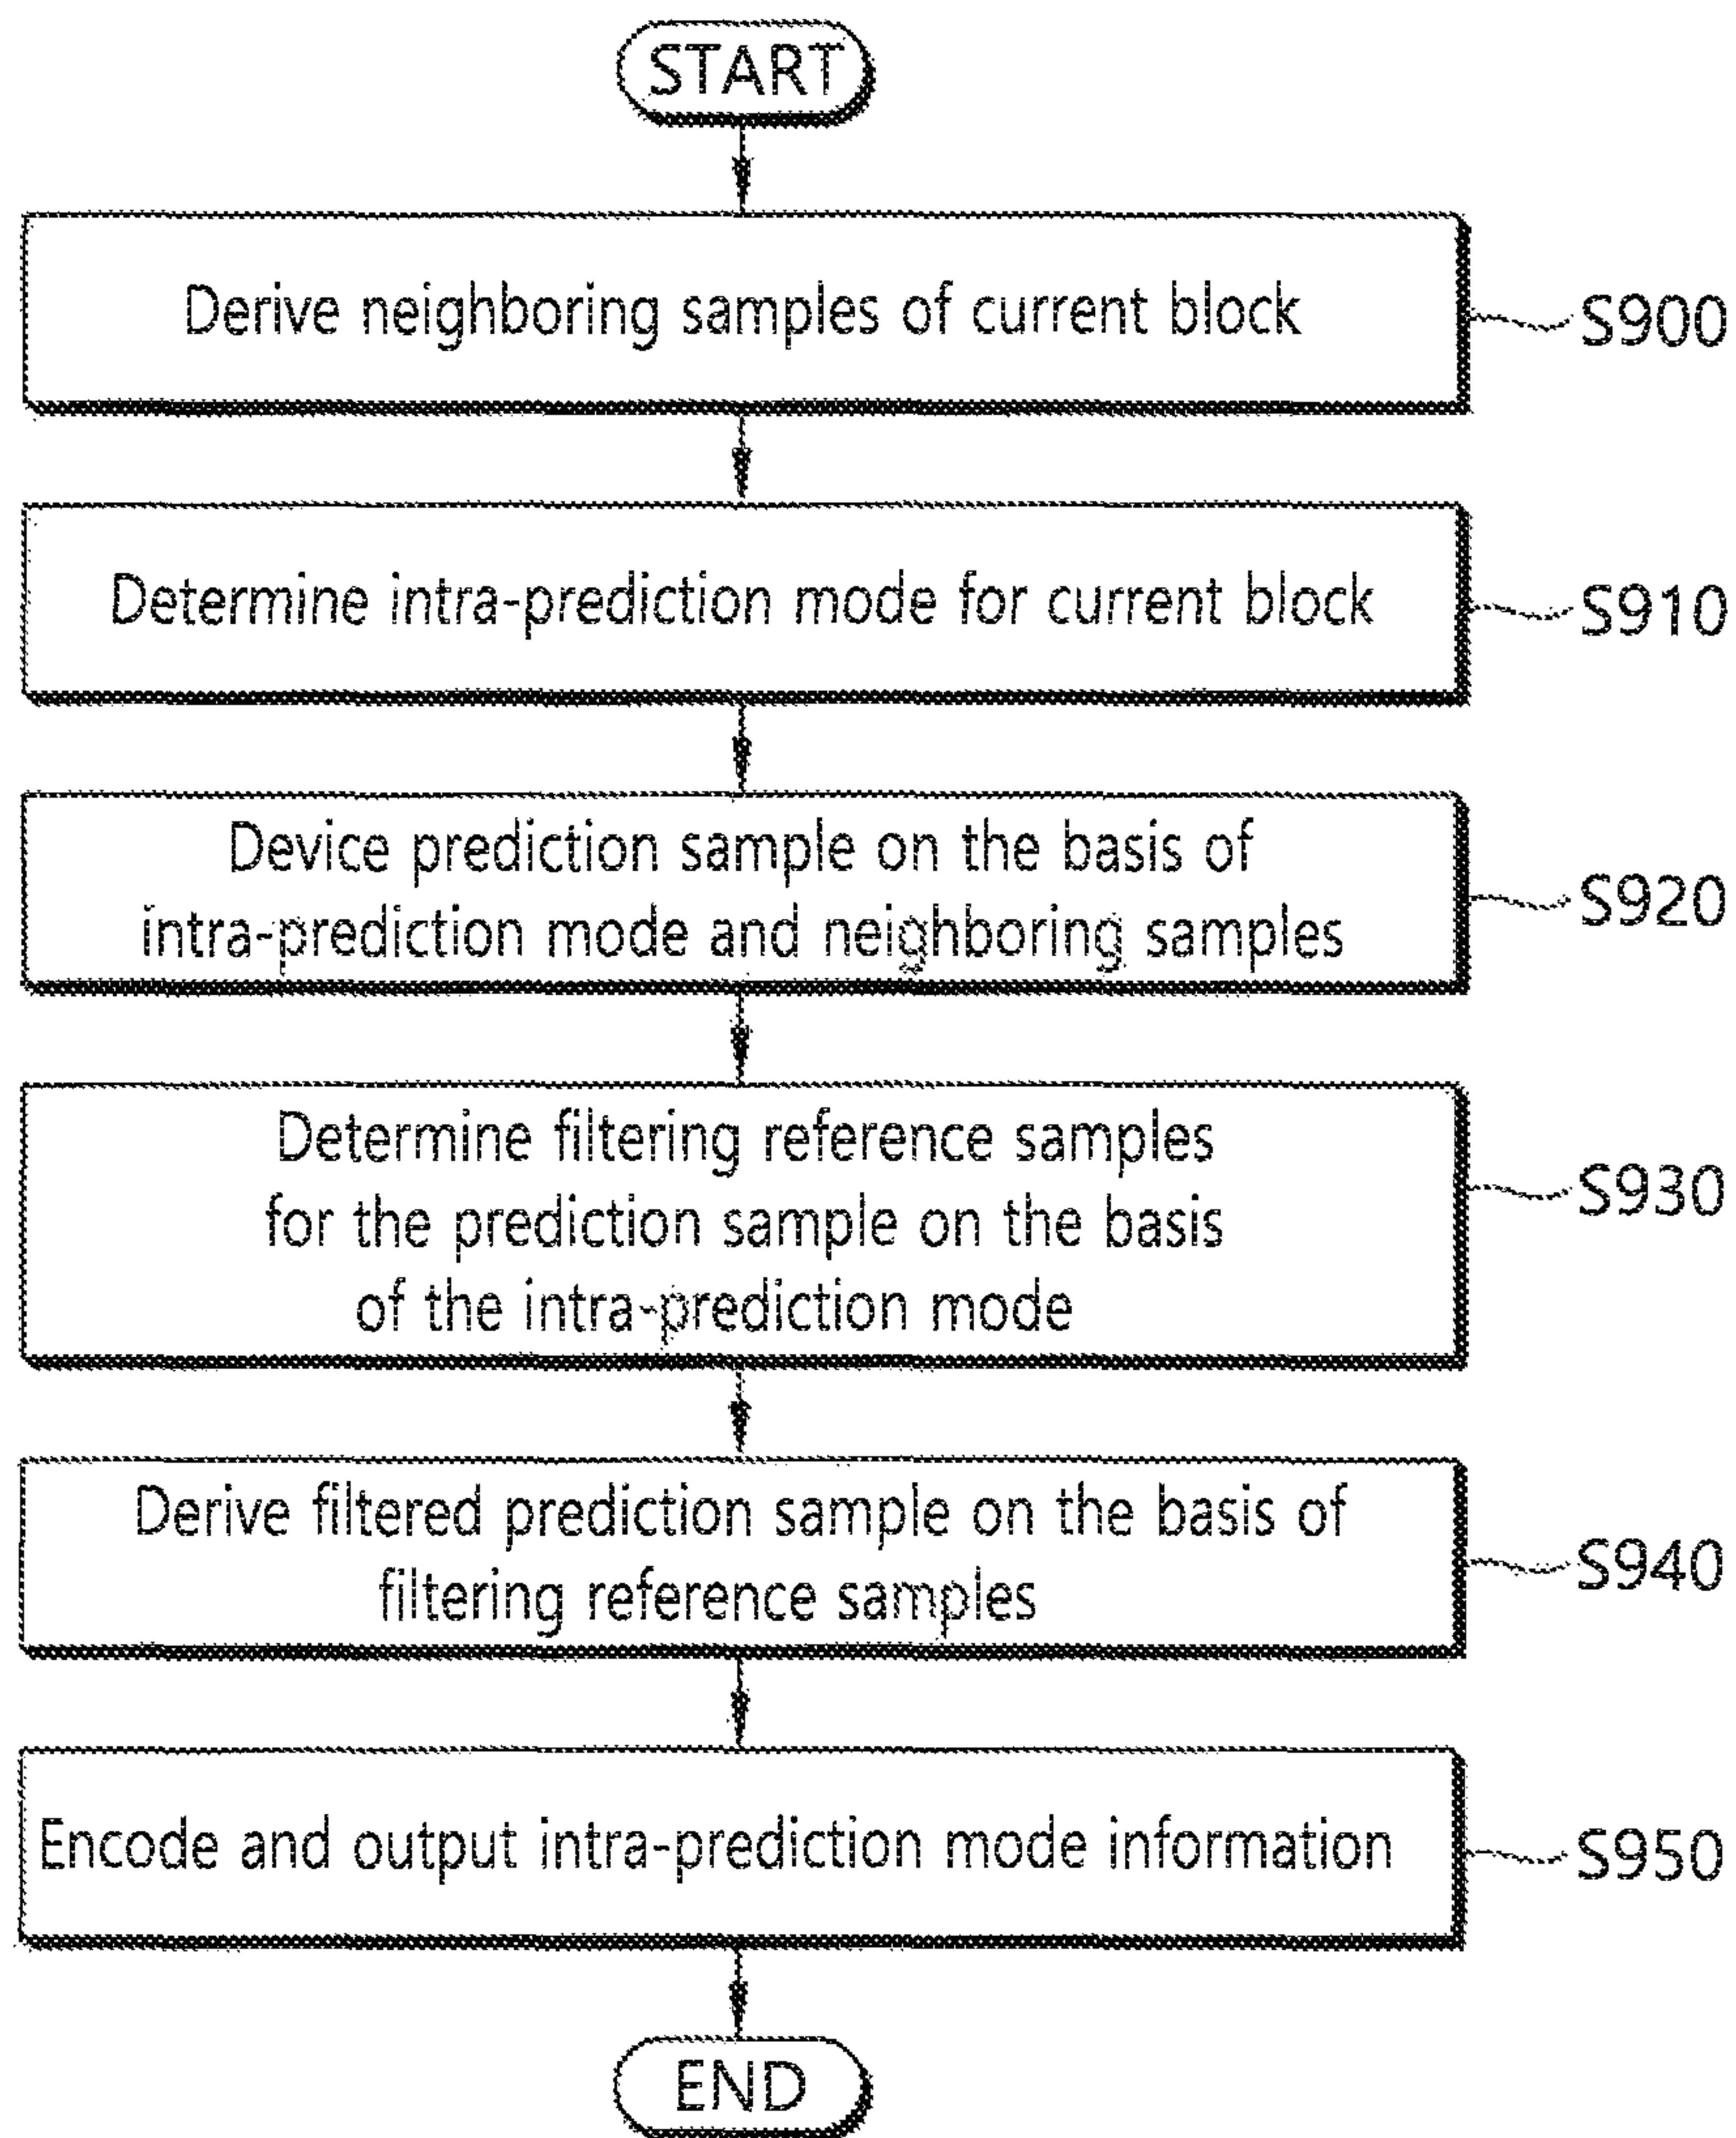 START
Derive neighboring samples of current block
S900
Determine intra-prediction mode for current block
S910
Device prediction sample on the basis of
intra-prediction mode and neighboring samples
S920
Determine filtering reference samples
for the prediction sample on the basis
of the intra-prediction mode
S930
Derive filtered prediction sample on the basis of
filtering reference samples
S940
Encode and output intra-prediction mode information
S950
END